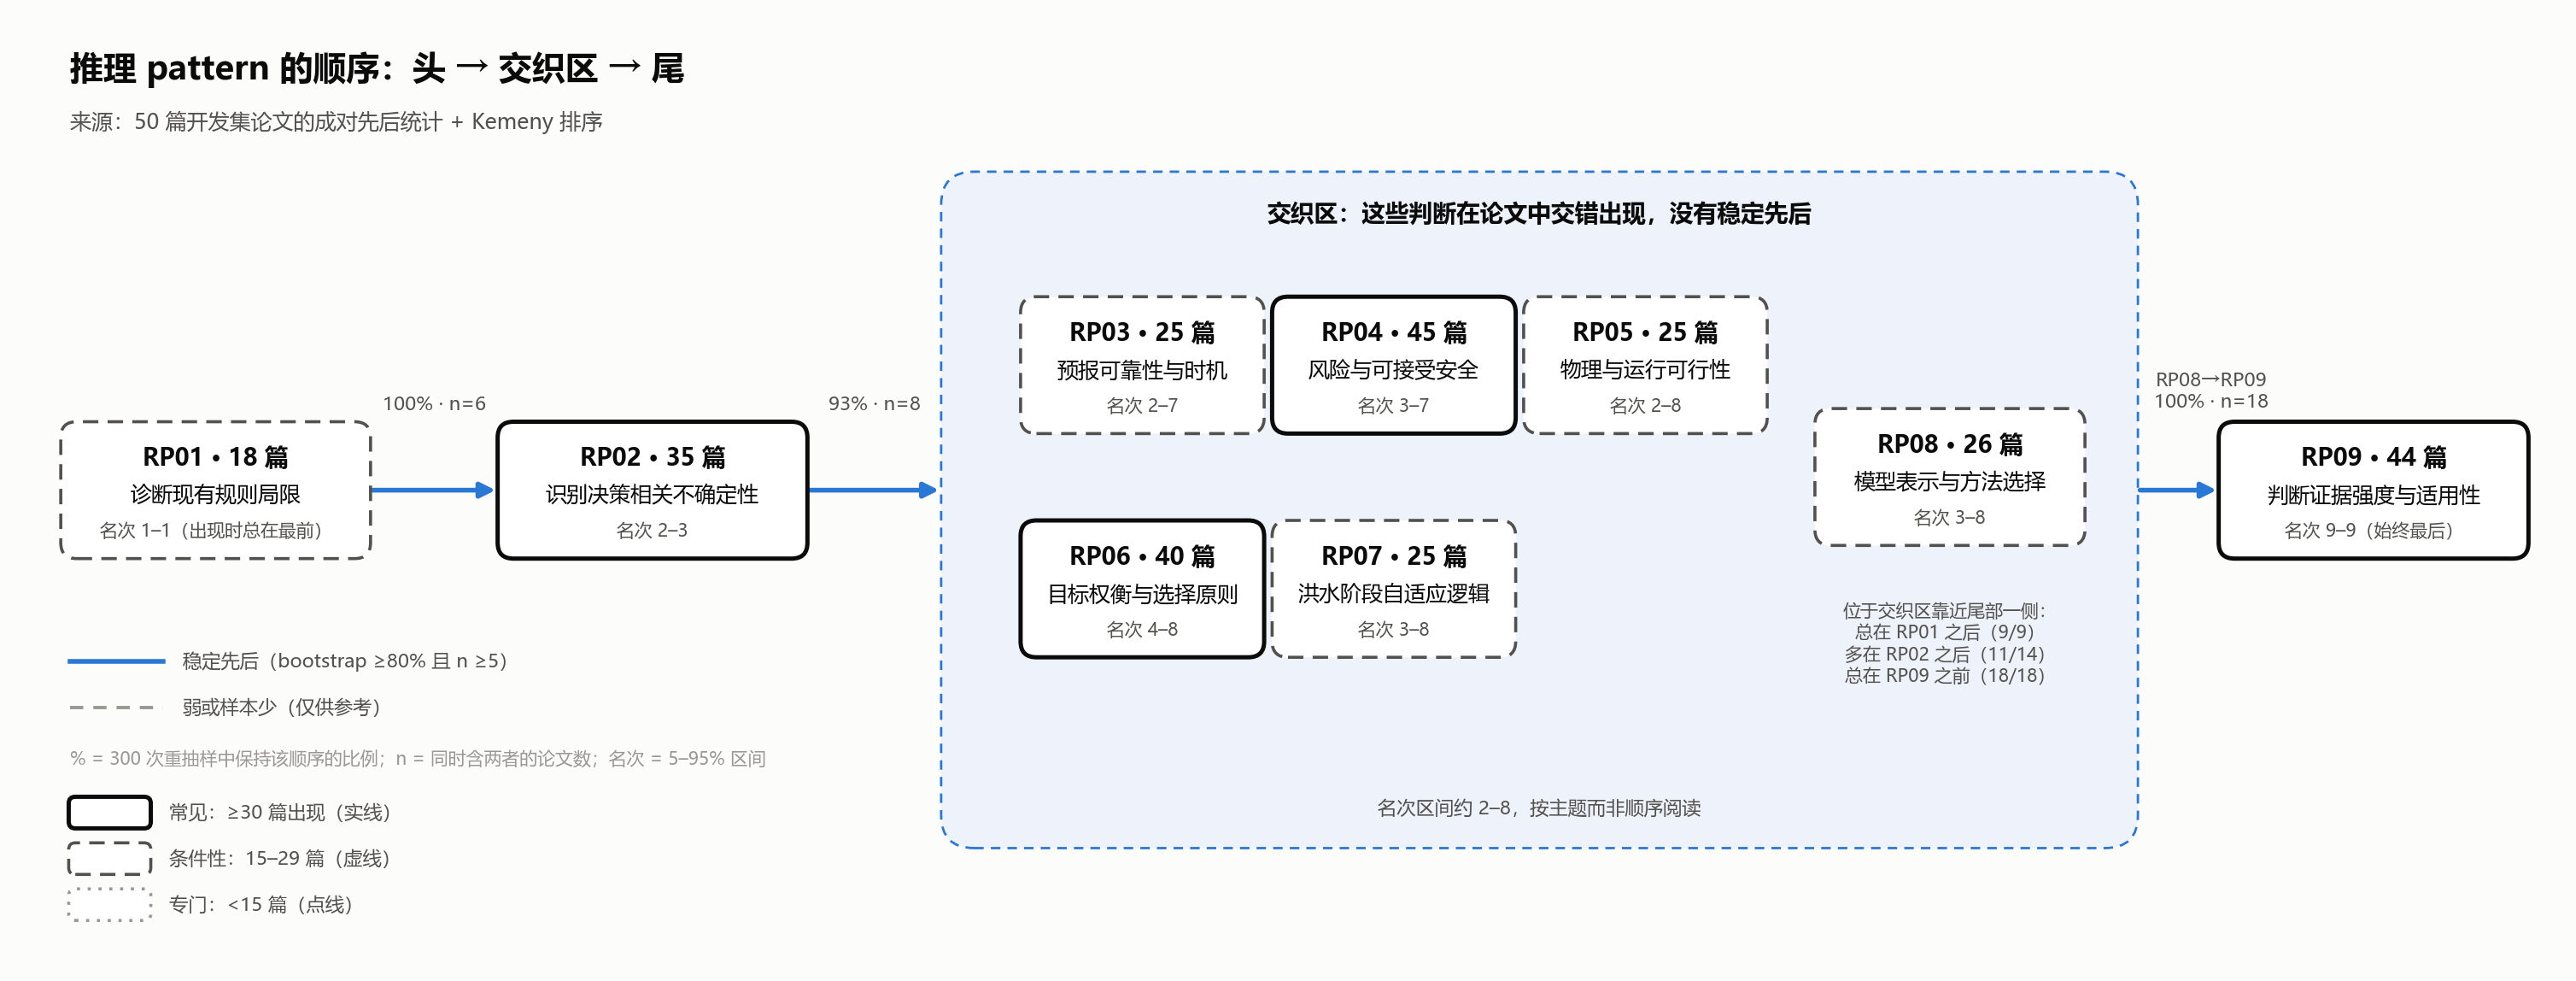 推理 pattern 的顺序：头 → 交织区 → 尾
来源：50 篇开发集论文的成对先后统计 + Kemeny 排序
RP01 · 18 篇
诊断现有规则局限
名次 1–1（出现时总在最前）
100% · n=6
RP02 · 35 篇
识别决策相关不确定性
名次 2–3
93% · n=8
交织区：这些判断在论文中交错出现，没有稳定先后
RP03 · 25 篇
预报可靠性与时机
名次 2–7
RP04 · 45 篇
风险与可接受安全
名次 3–7
RP05 · 25 篇
物理与运行可行性
名次 2–8
RP06 · 40 篇
目标权衡与选择原则
名次 4–8
RP07 · 25 篇
洪水阶段自适应逻辑
名次 3–8
RP08 · 26 篇
模型表示与方法选择
名次 3–8
位于交织区靠近尾部一侧：
总在 RP01 之后（9/9）
多在 RP02 之后（11/14）
总在 RP09 之前（18/18）
名次区间约 2–8，按主题而非顺序阅读
RP08→RP09
100% · n=18
RP09 · 44 篇
判断证据强度与适用性
名次 9–9（始终最后）
稳定先后（bootstrap ≥80% 且 n ≥5）
弱或样本少（仅供参考）
% = 300 次重抽样中保持该顺序的比例；n = 同时含两者的论文数；名次 = 5–95% 区间
常见：≥30 篇出现（实线）
条件性：15–29 篇（虚线）
专门：<15 篇（点线）